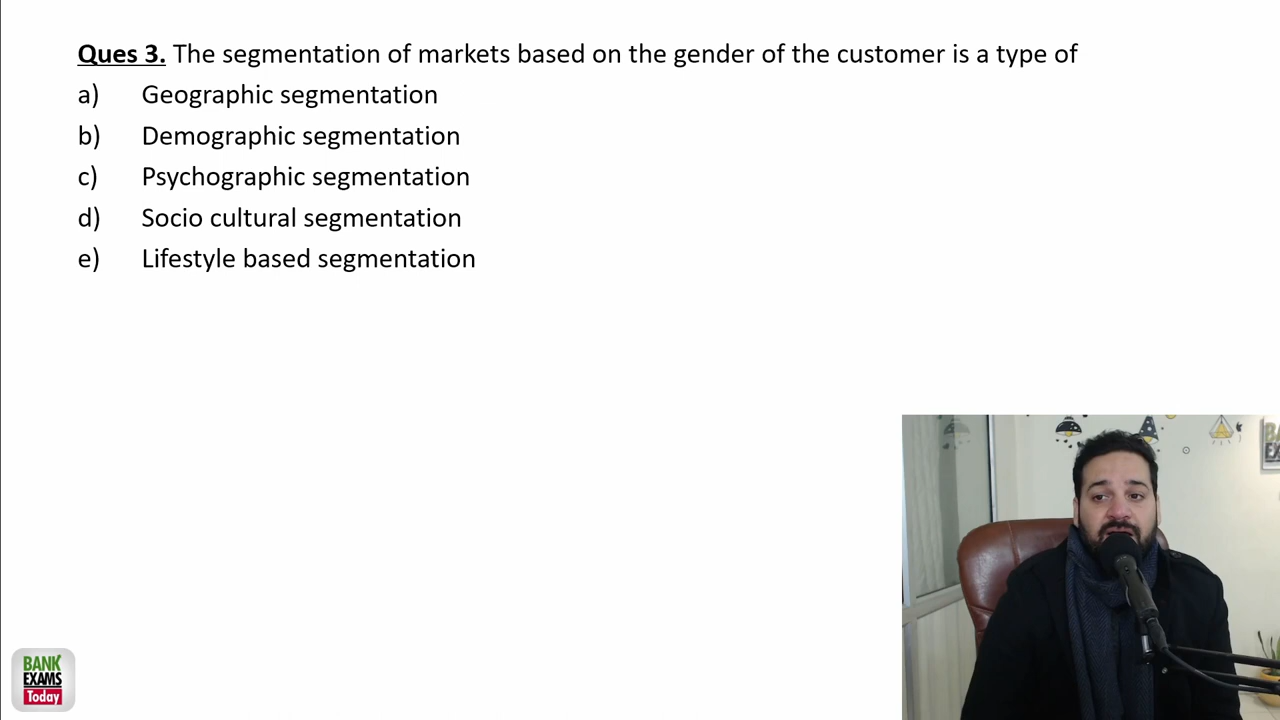 Ques 3. The segmentation of markets based on the gender of the customer is a type of
a) Geographic segmentation
b) Demographic segmentation
c) Psychographic segmentation
d) Socio cultural segmentation
e) Lifestyle based segmentation
BANK
EXAMS
Today